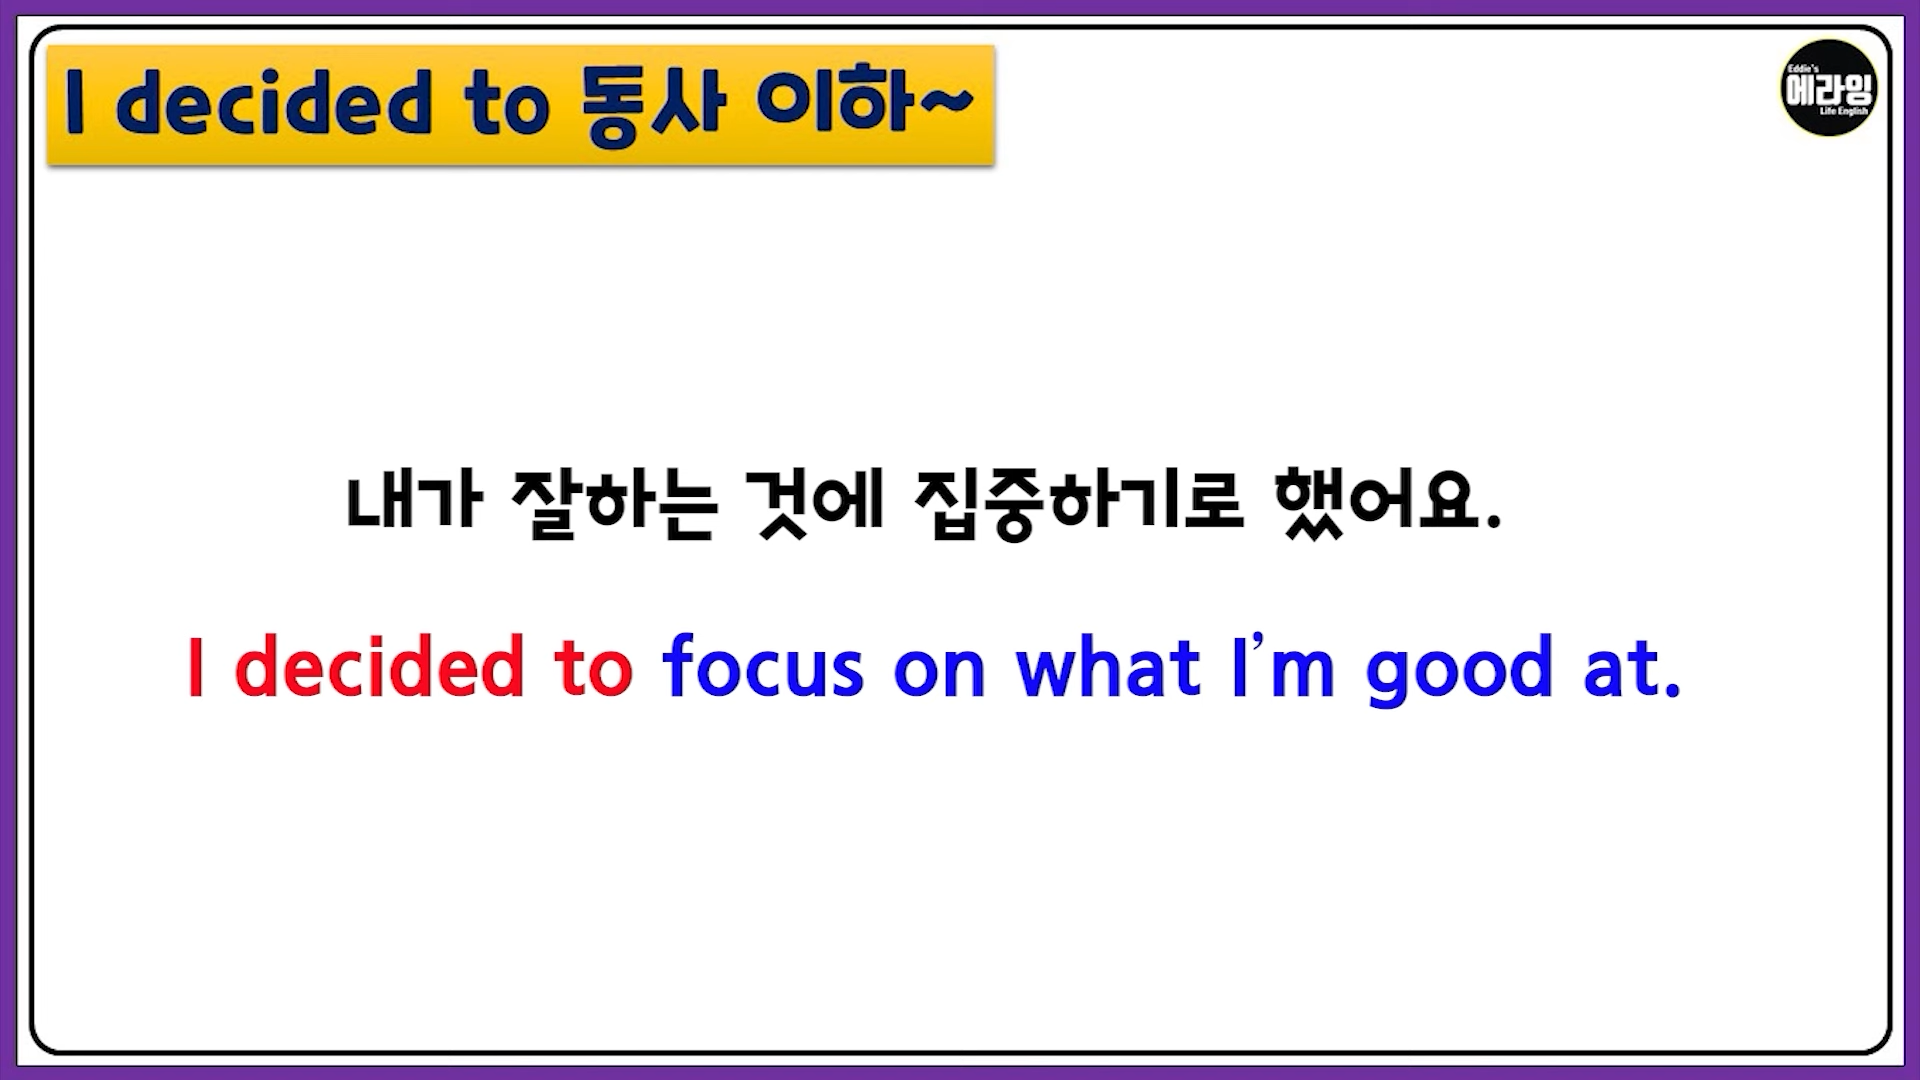 I decided to 동사 이하~
Eddie's
에라잉
Life English
내가 잘하는 것에 집중하기로 했어요.
I decided to focus on what I’m good at.